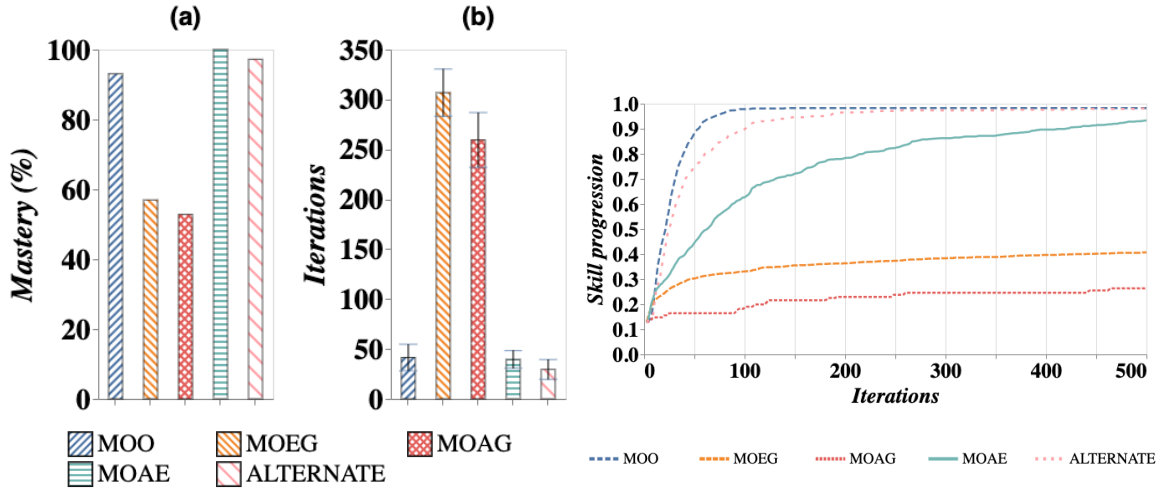 (a)
(b)
Mastery (%)
100
80
60
40
20
0
Iterations
350
300
250
200
150
100
50
0
MOO
MOEG
MOAG
MOAE
ALTERNATE
Skill progression
1.0
0.9
0.8
0.7
0.6
0.5
0.4
0.3
0.2
0.1
0.0
0 100 200 300 400 500
Iterations
MOO MOEG MOAG MOAE ALTERNATE